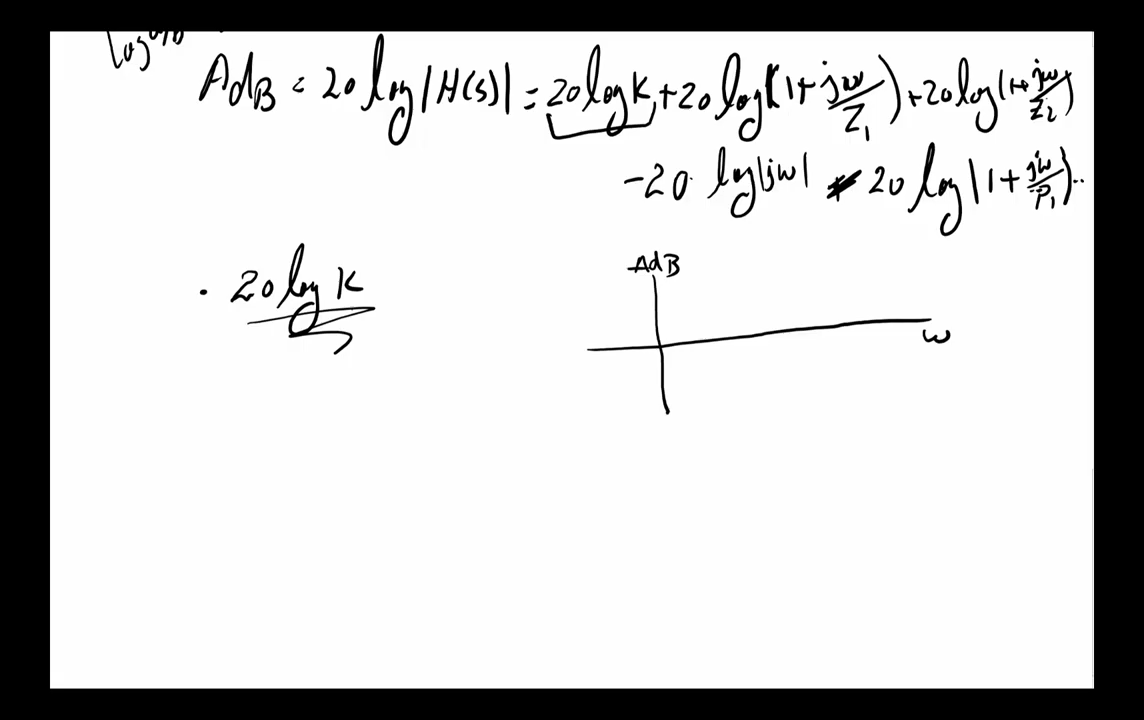 AdB = 20 log |H(s)| = 20 log K + 20 log |1 + jω/Z1) + 20 log (1 + jω/Z2)
-20 log |jω| - 20 log |1 + jω/P1) ..
. 20 log K
AdB
ω